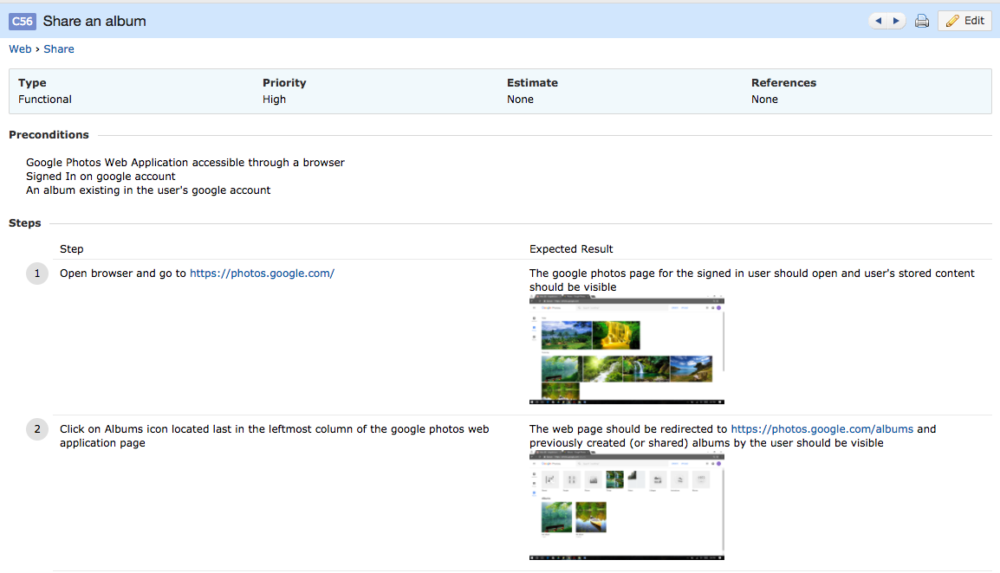 C56 Share an album
Edit
Web › Share
Type Priority Estimate References
Functional High None None
Preconditions
Google Photos Web Application accessible through a browser
Signed In on google account
An album existing in the user's google account
Steps
Step Expected Result
1 Open browser and go to https://photos.google.com/ The google photos page for the signed in user should open and user's stored content
should be visible
2 Click on Albums icon located last in the leftmost column of the google photos web The web page should be redirected to https://photos.google.com/albums and
application page previously created (or shared) albums by the user should be visible